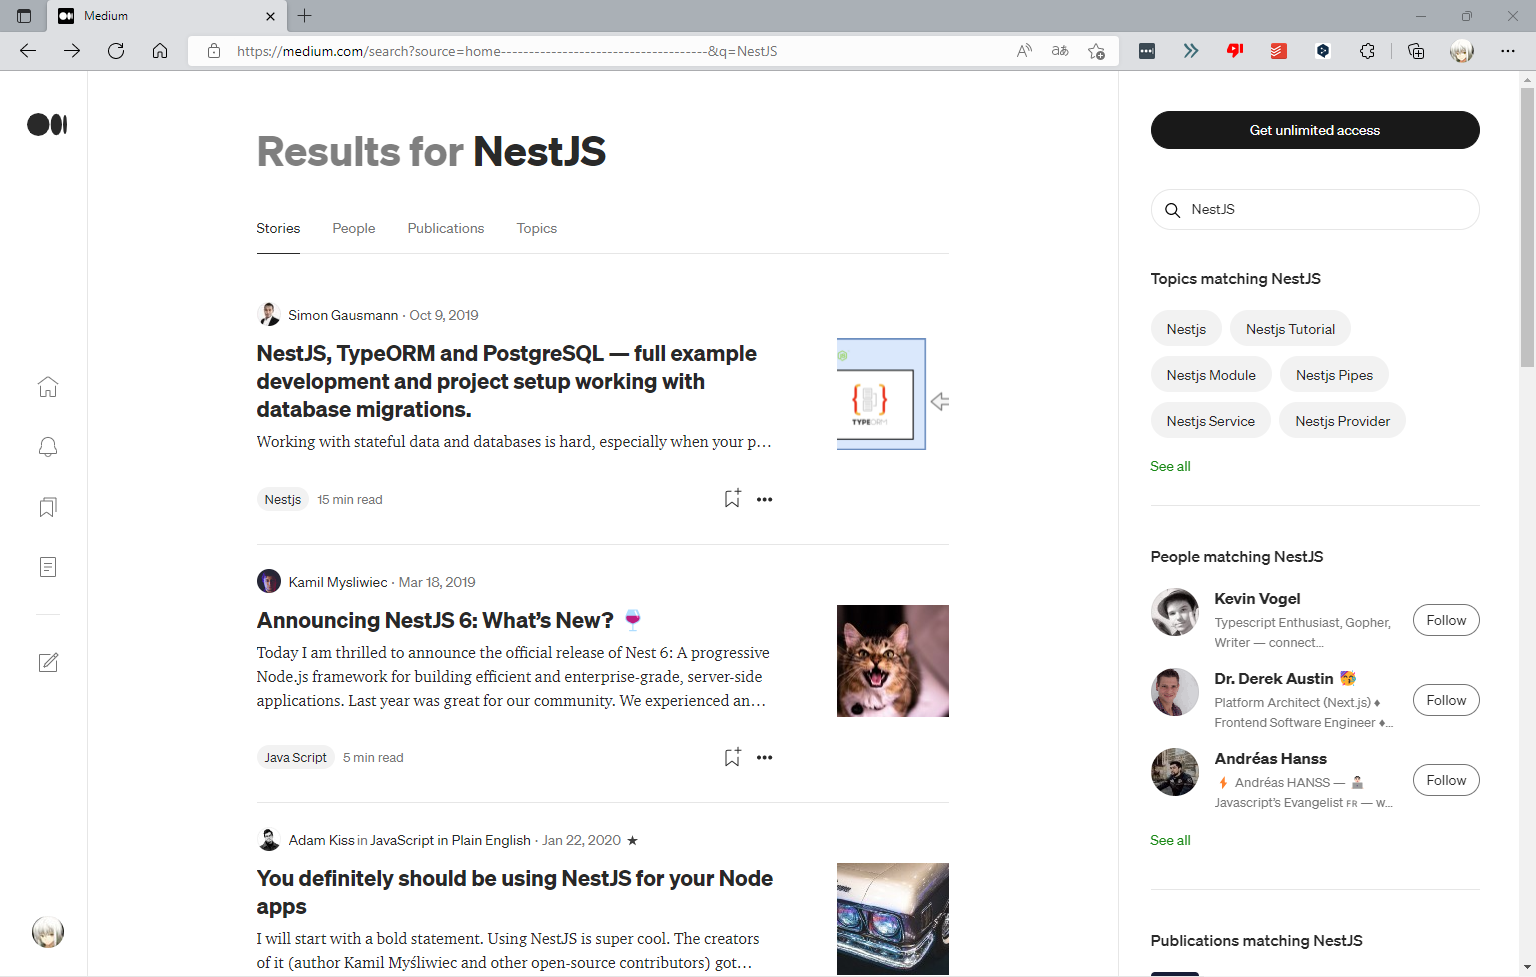 Medium
https://medium.com/search?source=home---------------------------------------&q=NestJS
Results for NestJS
Stories
People
Publications
Topics
Simon Gausmann · Oct 9, 2019
NestJS, TypeORM and PostgreSQL — full example
development and project setup working with
database migrations.
Working with stateful data and databases is hard, especially when your p…
TYPEORM
Nestjs
15 min read
Kamil Mysliwiec · Mar 18, 2019
Announcing NestJS 6: What’s New? 🍷
Today I am thrilled to announce the official release of Nest 6: A progressive
Node.js framework for building efficient and enterprise-grade, server-side
applications. Last year was great for our community. We experienced an…
Java Script
5 min read
Adam Kiss in JavaScript in Plain English · Jan 22, 2020 ★
You definitely should be using NestJS for your Node
apps
I will start with a bold statement. Using NestJS is super cool. The creators
of it (author Kamil Myśliwiec and other open-source contributors) got…
Get unlimited access
NestJS
Topics matching NestJS
Nestjs
Nestjs Tutorial
Nestjs Module
Nestjs Pipes
Nestjs Service
Nestjs Provider
See all
People matching NestJS
Kevin Vogel
Typescript Enthusiast, Gopher,
Writer — connect…
Follow
Dr. Derek Austin 🥳
Platform Architect (Next.js) ♦
Frontend Software Engineer ♦…
Follow
Andréas Hanss
⚡ Andréas HANSS — 👨🏻‍💻
Javascript’s Evangelist FR — w…
Follow
See all
Publications matching NestJS